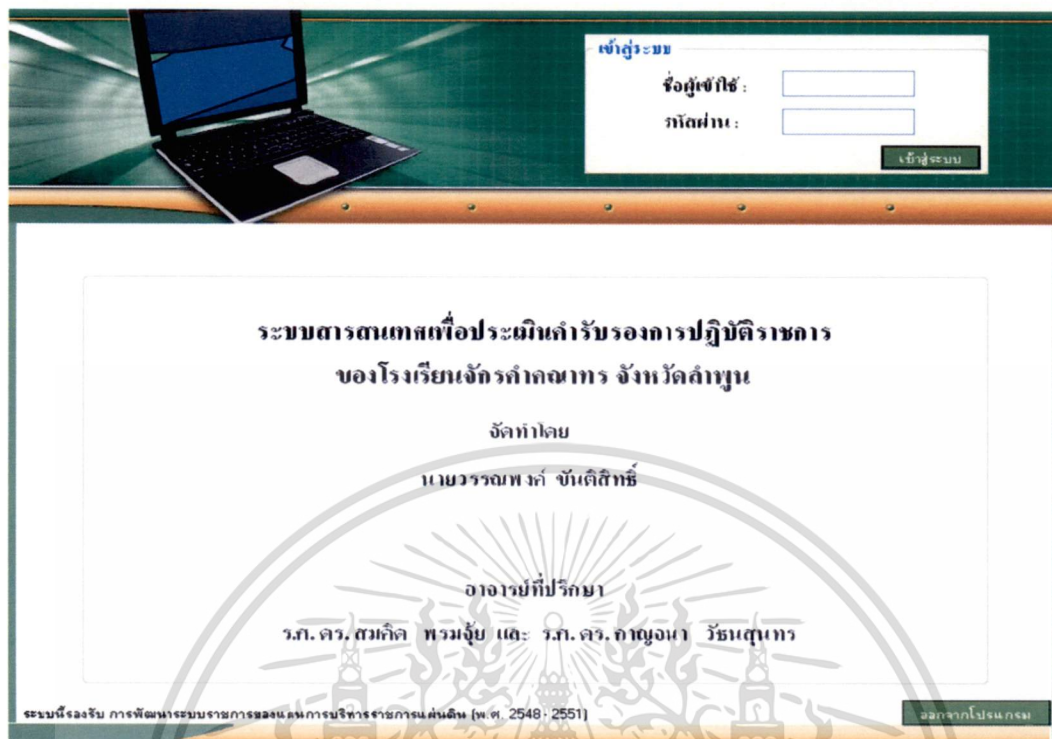 เข้าสู่ระบบ
ชื่อผู้เข้าใช้ :
รหัสผ่าน :
เข้าสู่ระบบ
ระบบสารสนเทศเพื่อประเมินคำรับรองการปฏิบัติราชการ
ของโรงเรียนจักรคำคณาทร จังหวัดลำพูน
จัดทำโดย
นายวรรณพงค์ ขันติสิทธิ์
อาจารย์ที่ปรึกษา
ร.ศ. ดร. สมคิด พรมจุ้ย และ ร.ศ. ดร. กาญจนา วัธนสุนทร
ระบบนี้รองรับ การพัฒนาระบบราชการของแผนการบริหารราชการแผ่นดิน (พ.ศ. 2548 - 2551)
ออกจากโปรแกรม